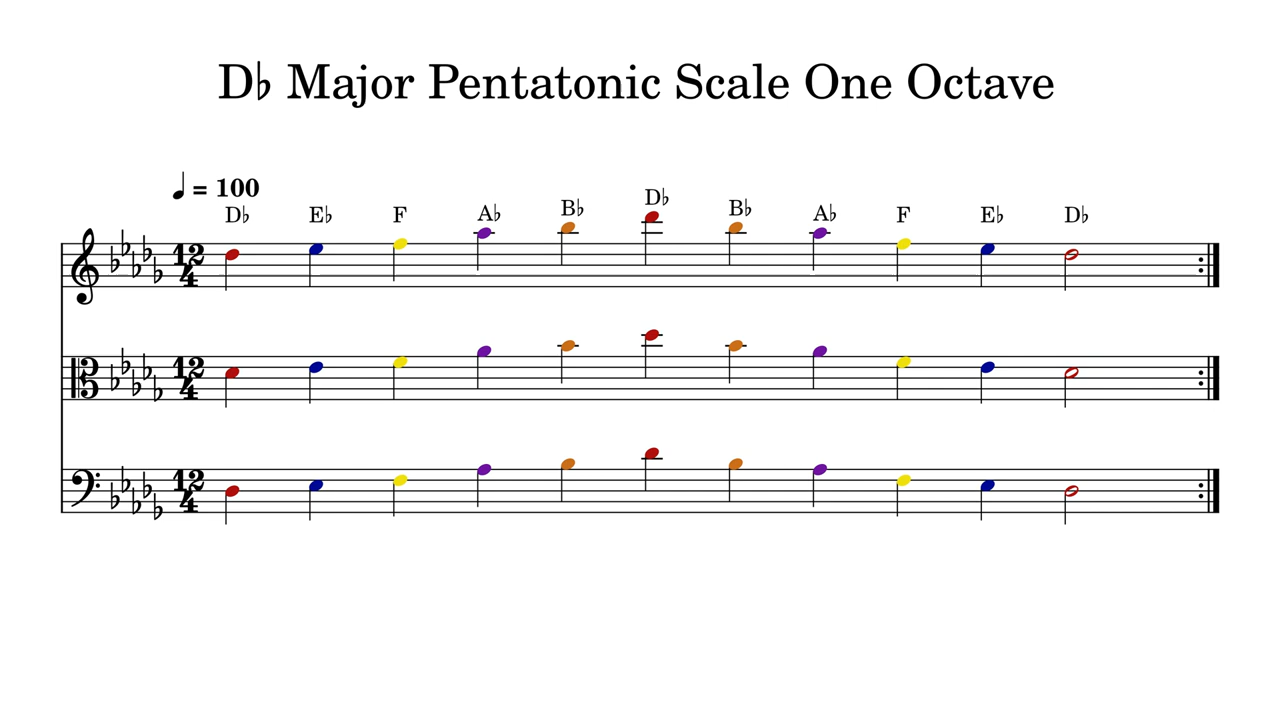 D♭ Major Pentatonic Scale One Octave
♩ = 100
D♭ E♭ F A♭ B♭ D♭ B♭ A♭ F E♭ D♭
12
4
12
4
12
4